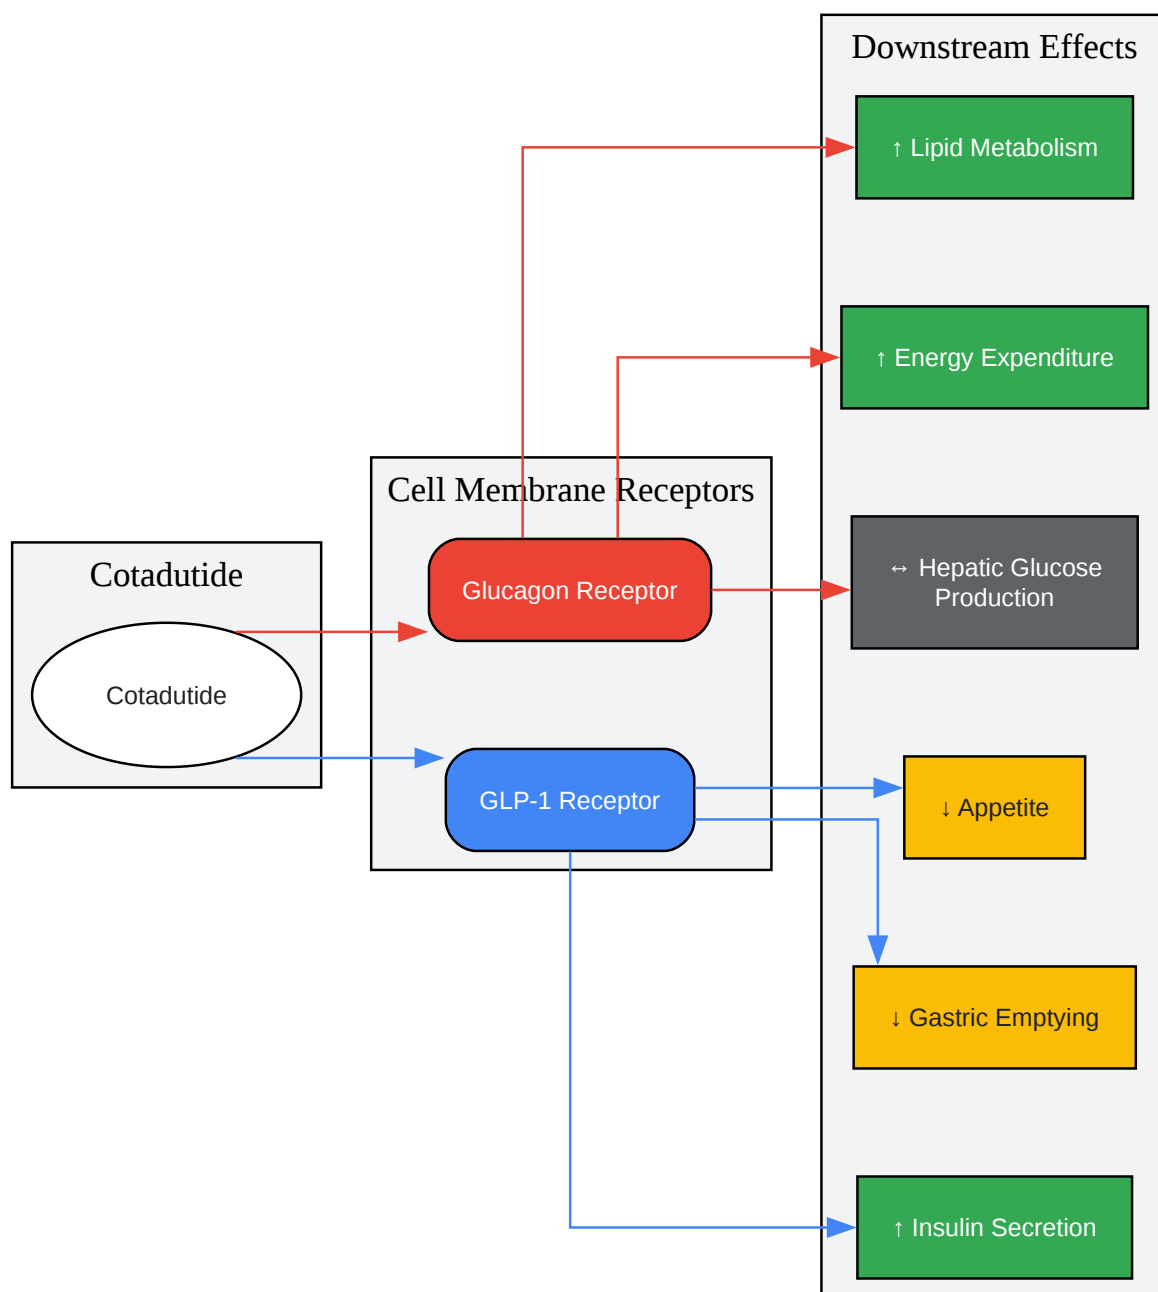 Downstream Effects
↑ Lipid Metabolism
↑ Energy Expenditure
Cell Membrane Receptors
Cotadutide
Glucagon Receptor
↔ Hepatic Glucose
Production
Cotadutide
GLP-1 Receptor
↓ Appetite
↓ Gastric Emptying
↑ Insulin Secretion